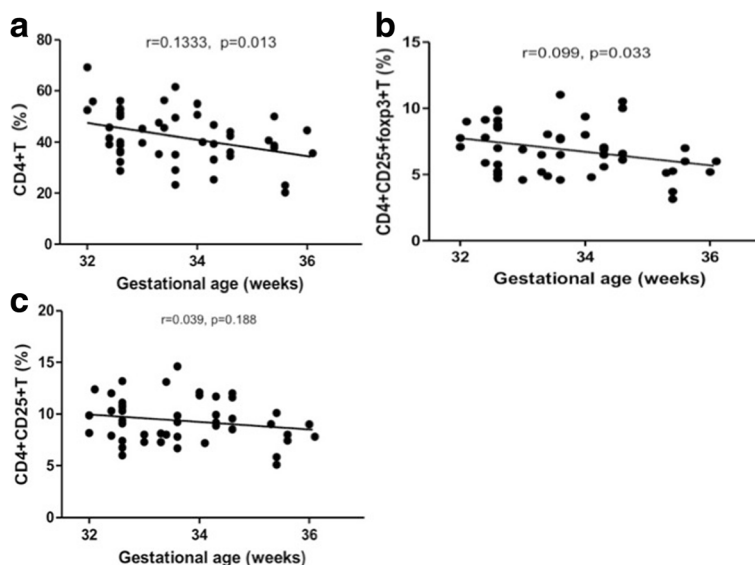 a
r=0.1333, p=0.013
80
60
40
20
0
CD4+T (%)
32
34
36
Gestational age (weeks)
b
r=0.099, p=0.033
15
10
5
0
CD4+CD25+foxp3+T (%)
32
34
36
Gestational age (weeks)
c
r=0.039, p=0.188
20
15
10
5
0
CD4+CD25+T (%)
32
34
36
Gestational age (weeks)